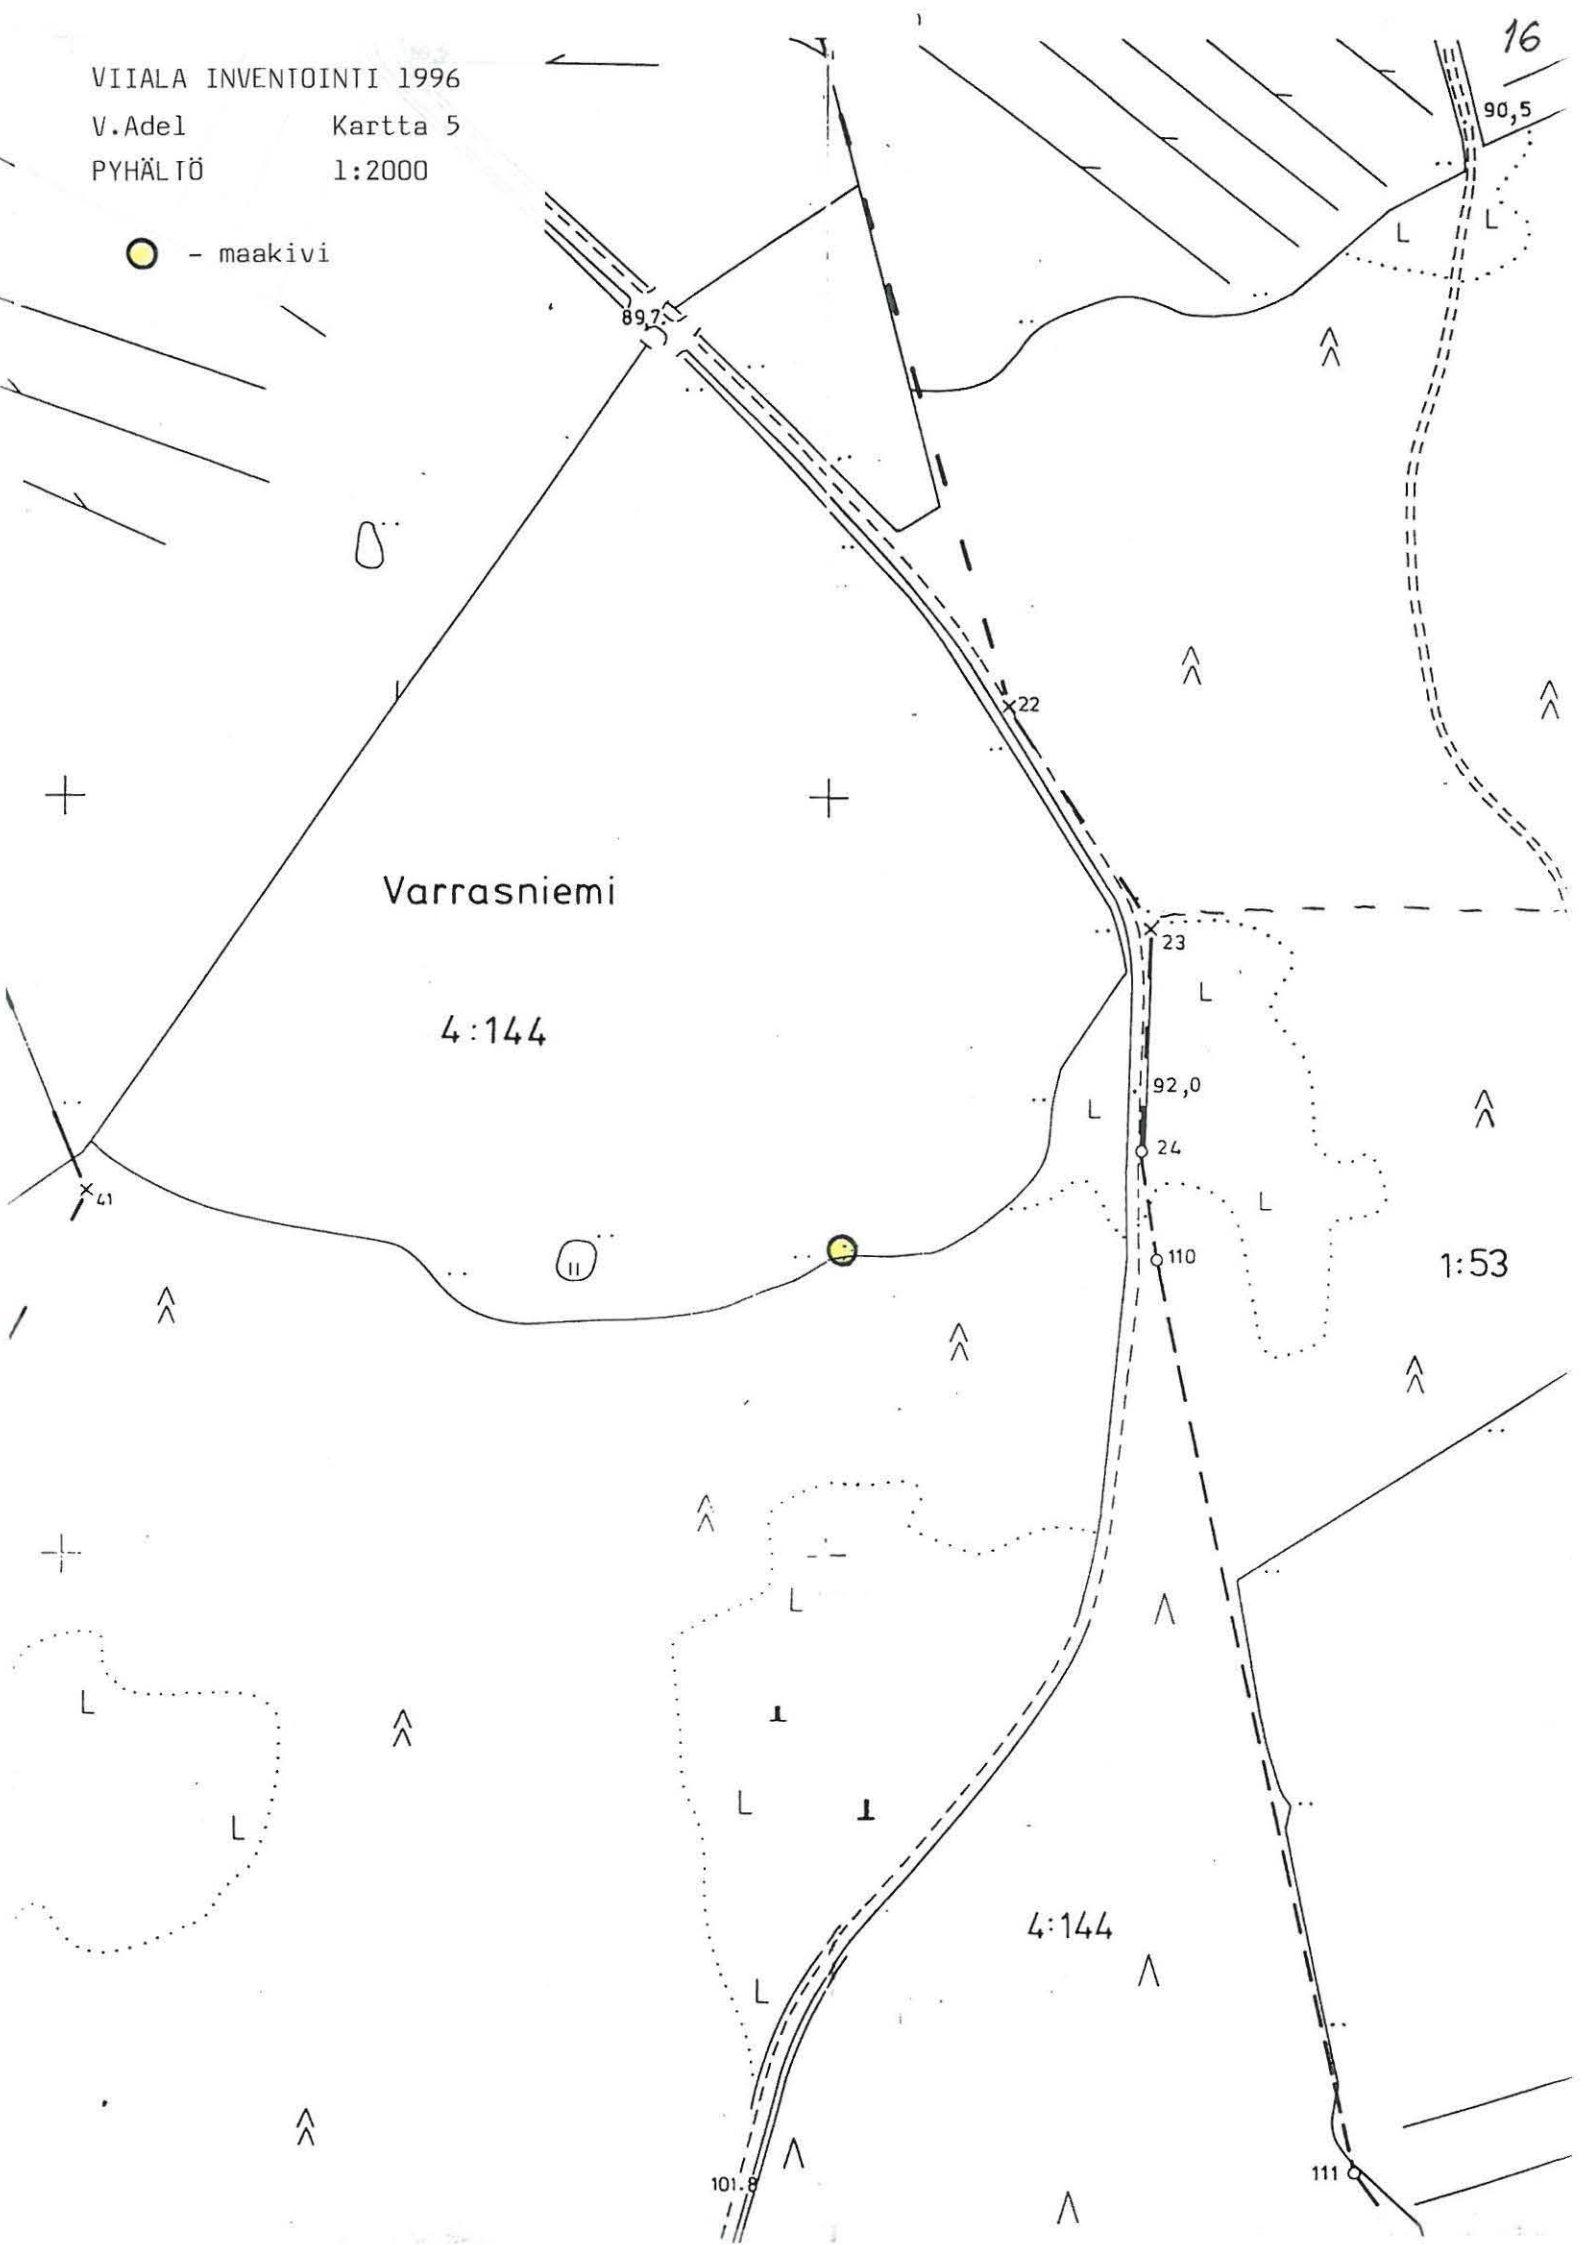 16
VIIALA INVENTOINTI 1996
V.Adel Kartta 5
PYHÄLTÖ 1:2000
- maakivi
90,5
L
L
89,7
22
Varrasniemi
23
L
4:144
92,0
L
24
41
L
110
1:53
L
L
L
L
4:144
L
101.8
111